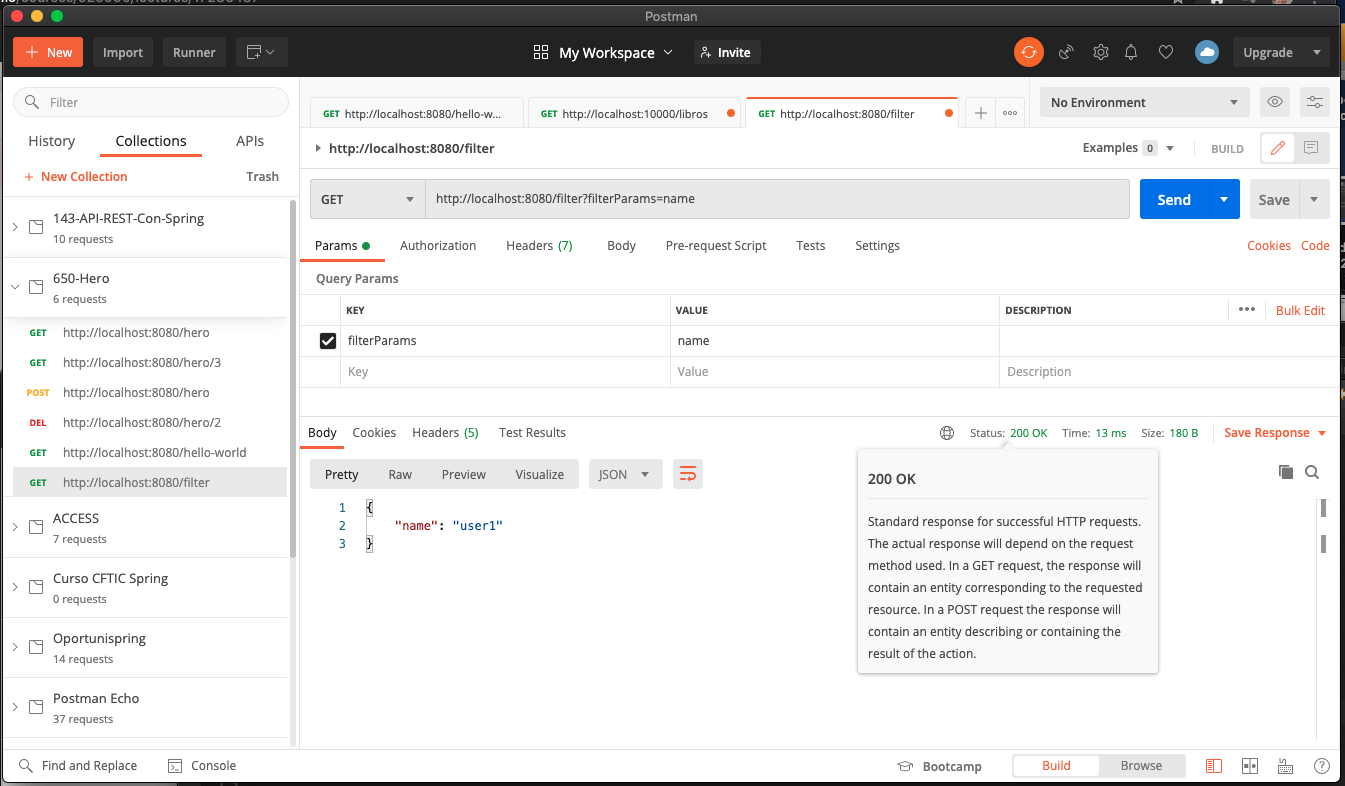 Postman
New
Import
Runner
My Workspace
Invite
Upgrade
Filter
History
Collections
APIs
+ New Collection
Trash
143-API-REST-Con-Spring
10 requests
650-Hero
6 requests
GET http://localhost:8080/hero
GET http://localhost:8080/hero/3
POST http://localhost:8080/hero
DEL http://localhost:8080/hero/2
GET http://localhost:8080/hello-world
GET http://localhost:8080/filter
ACCESS
7 requests
Curso CFTIC Spring
0 requests
Oportunispring
14 requests
Postman Echo
37 requests
GET http://localhost:8080/hello-w...
GET http://localhost:10000/libros
GET http://localhost:8080/filter
No Environment
http://localhost:8080/filter
Examples 0
BUILD
GET
http://localhost:8080/filter?filterParams=name
Send
Save
Params
Authorization
Headers (7)
Body
Pre-request Script
Tests
Settings
Cookies
Code
Query Params
KEY
VALUE
DESCRIPTION
Bulk Edit
filterParams
name
Key
Value
Description
Body
Cookies
Headers (5)
Test Results
Status: 200 OK
Time: 13 ms
Size: 180 B
Save Response
Pretty
Raw
Preview
Visualize
JSON
1 {
2 "name": "user1"
3 }
200 OK
Standard response for successful HTTP requests.
The actual response will depend on the request
method used. In a GET request, the response will
contain an entity corresponding to the requested
resource. In a POST request the response will
contain an entity describing or containing the
result of the action.
Find and Replace
Console
Bootcamp
Build
Browse